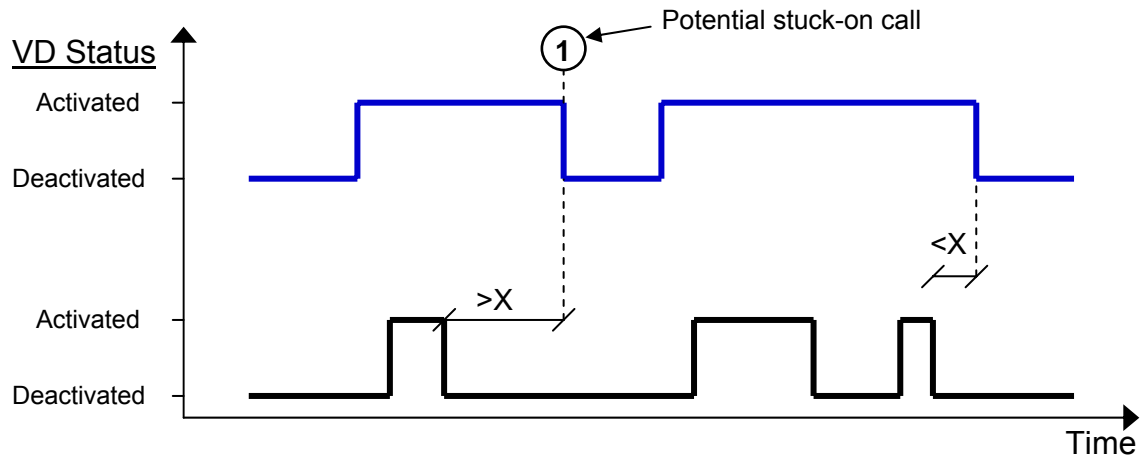 Potential stuck-on call
1
VD Status
Activated
Deactivated
<X
>X
Activated
Deactivated
Time